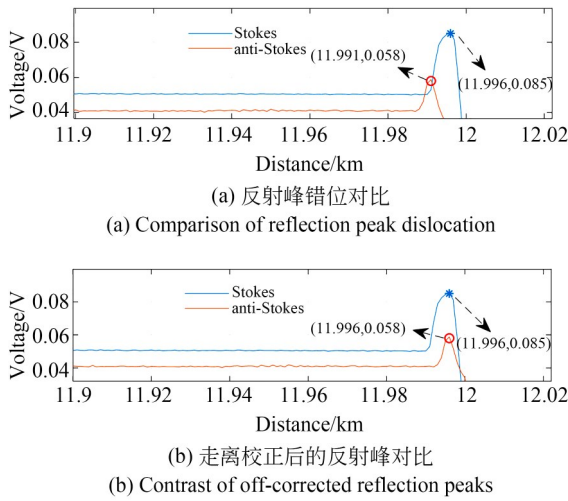 Voltage/V
0.08
0.06
0.04
Stokes
anti-Stokes
(11.991,0.058)
(11.996,0.085)
11.9 11.92 11.94 11.96 11.98 12 12.02
Distance/km
(a) 反射峰错位对比
(a) Comparison of reflection peak dislocation
Voltage/V
0.08
0.06
0.04
Stokes
anti-Stokes
(11.996,0.058)
(11.996,0.085)
11.9 11.92 11.94 11.96 11.98 12 12.02
Distance/km
(b) 走离校正后的反射峰对比
(b) Contrast of off-corrected reflection peaks